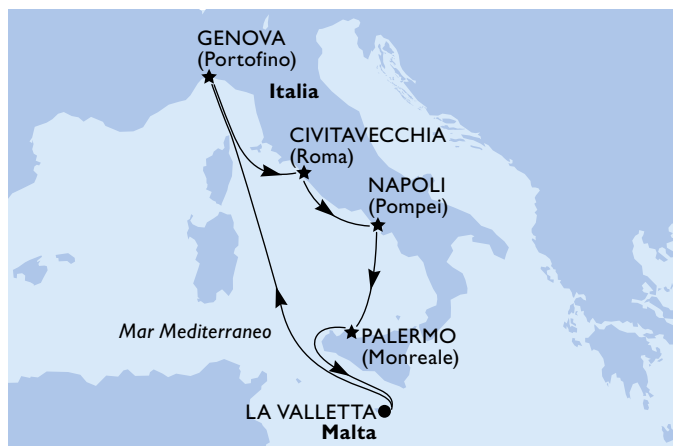 GENOVA
(Portofino)
Italia
CIVITAVECCHIA
(Roma)
NAPOLI
(Pompei)
Mar Mediterraneo
PALERMO
(Monreale)
LA VALLETTA
Malta